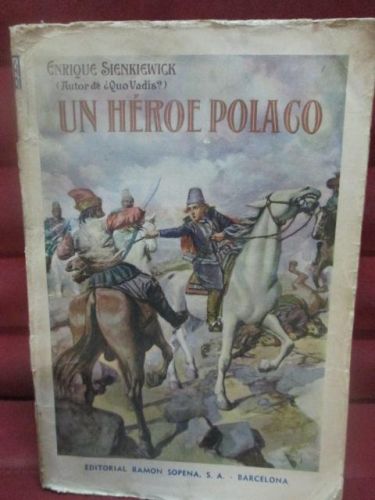 ENRIQUE SIENKIEWICK
(Autor de ¿Quo Vadis?)
UN HÉROE POLACO
EDITORIAL RAMON SOPENA, S. A. - BARCELONA